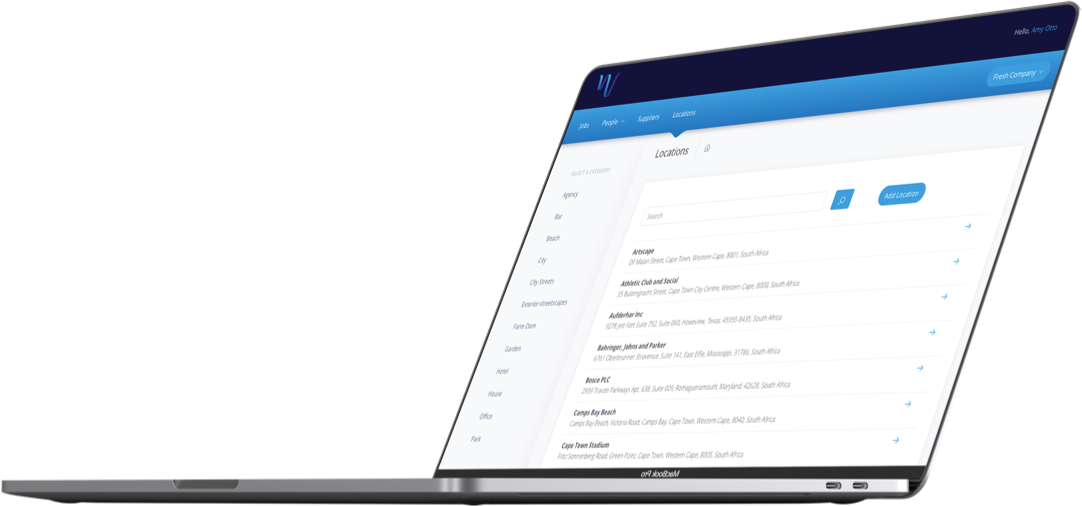 Hello, Amy Otto
Fresh Company
Jobs People Suppliers Locations
Locations
SELECT A CATEGORY
Agency
Bar
Beach
City
City Streets
Exterior-streetscapes
Farm Dam
Garden
Hotel
House
Office
Park
Search
Add Location
Artscape
DF Malan Street, Cape Town, Western Cape, 8001, South Africa
Athletic Club and Social
35 Buitengracht Street, Cape Town City Centre, Western Cape, 8000, South Africa
Aufderhar Inc
9278 Jett Port Suite 752, Suite 060, Howeview, Texas, 45955-8435, South Africa
Bahringer, Johns and Parker
6761 Oberbrunner Stravenue, Suite 141, East Effie, Mississippi, 31786, South Africa
Bosco PLC
2939 Travon Parkways Apt. 638, Suite 009, Romagueramouth, Maryland, 42628, South Africa
Camps Bay Beach
Camps Bay Beach, Victoria Road, Camps Bay, Cape Town, Western Cape, 8040, South Africa
Cape Town Stadium
Fritz Sonnenberg Road, Green Point, Cape Town, Western Cape, 8005, South Africa
MacBook Pro